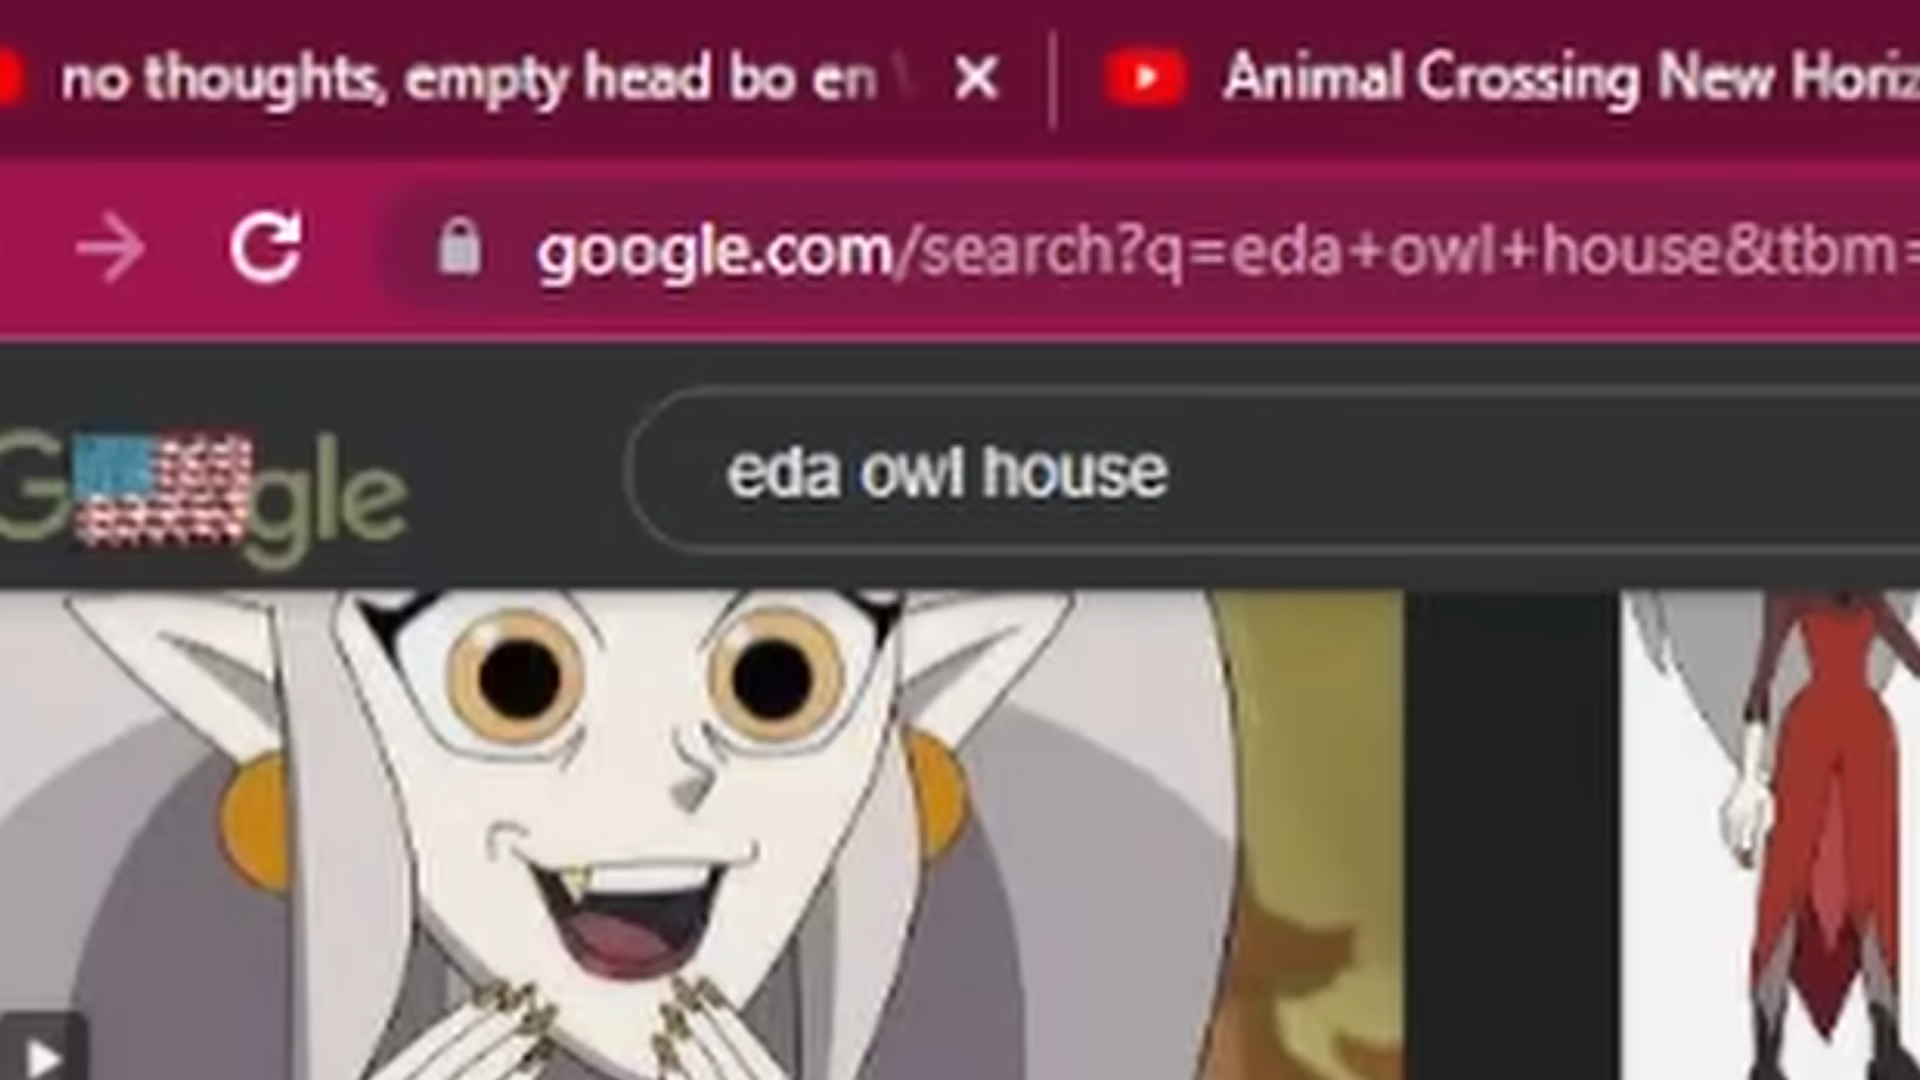 no thoughts, empty head bo en
Animal Crossing New Horiz
google.com/search?q=eda+owl+house&tbm=
G gle
eda owl house